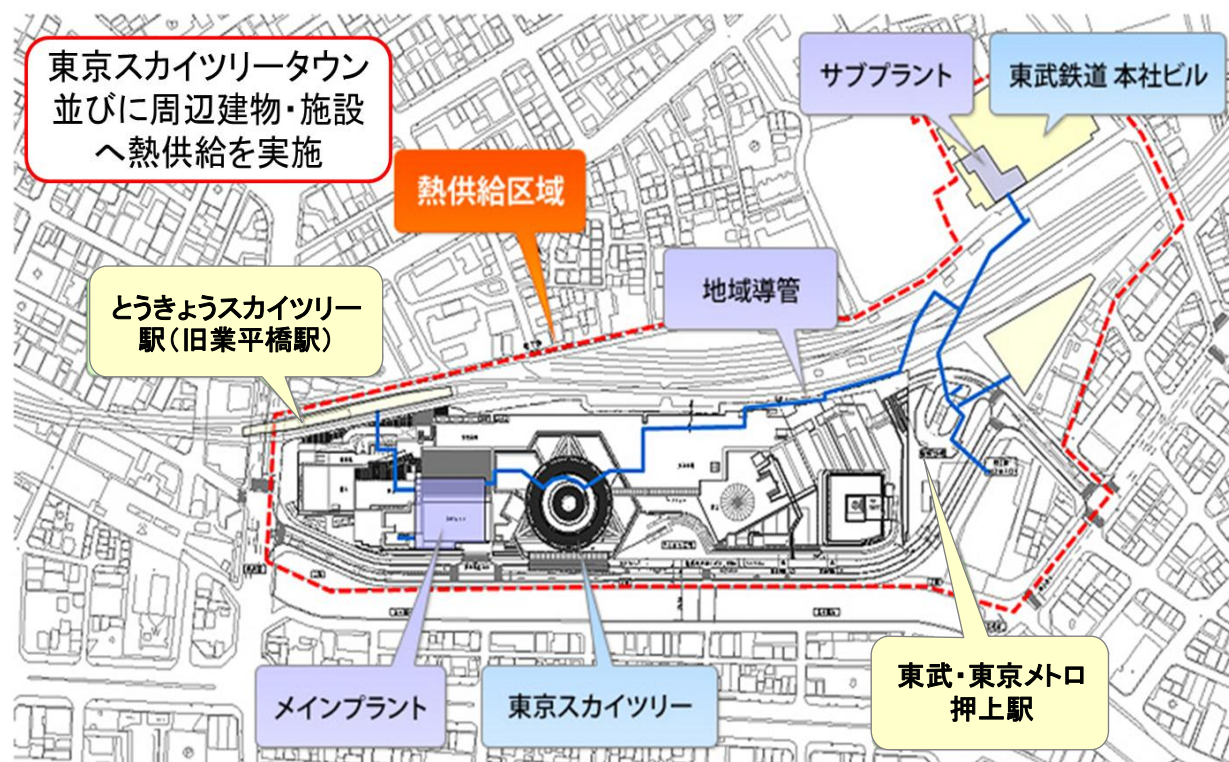 東京スカイツリータウン
並びに周辺建物・施設
へ熱供給を実施
サブプラント
東武鉄道 本社ビル
熱供給区域
地域導管
とうきょうスカイツリー
駅(旧業平橋駅)
メインプラント
東京スカイツリー
東武・東京メトロ
押上駅